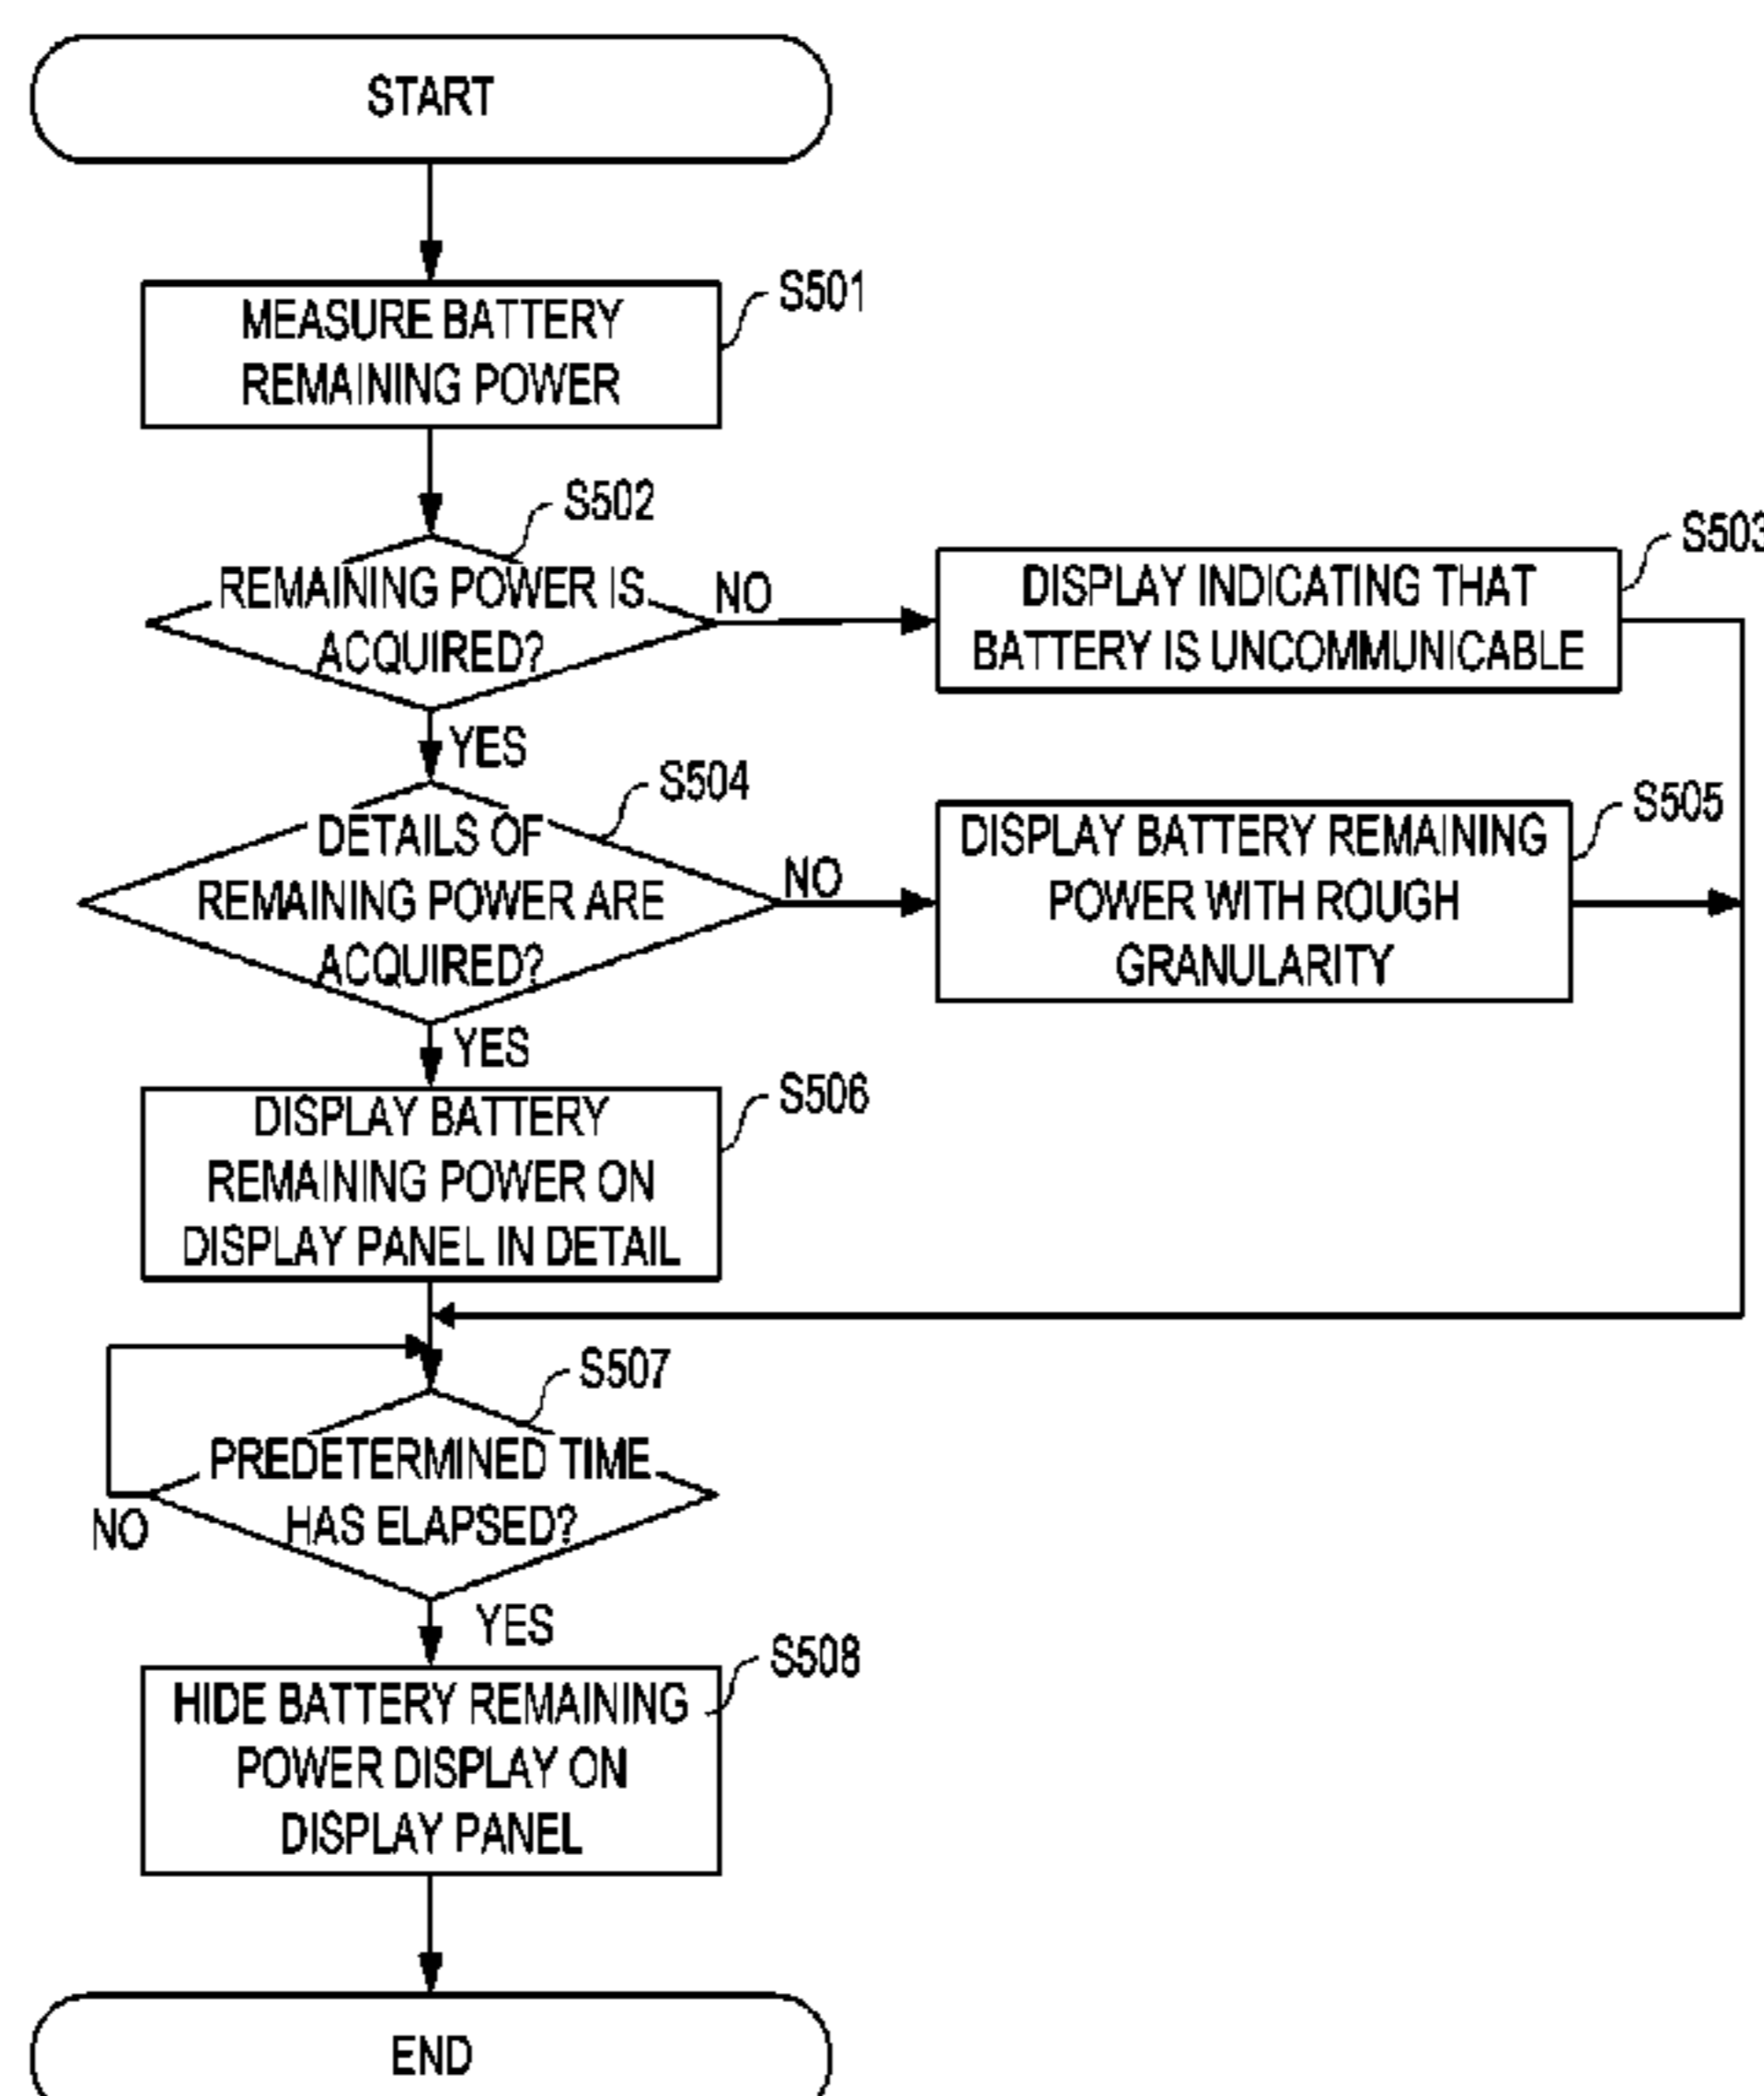 START
S501
MEASURE BATTERY
REMAINING POWER
S502
REMAINING POWER IS
ACQUIRED?
NO
S503
DISPLAY INDICATING THAT
BATTERY IS UNCOMMUNICABLE
YES
S504
DETAILS OF
REMAINING POWER ARE
ACQUIRED?
NO
S505
DISPLAY BATTERY REMAINING
POWER WITH ROUGH
GRANULARITY
YES
S506
DISPLAY BATTERY
REMAINING POWER ON
DISPLAY PANEL IN DETAIL
S507
PREDETERMINED TIME
HAS ELAPSED?
NO
YES
S508
HIDE BATTERY REMAINING
POWER DISPLAY ON
DISPLAY PANEL
END